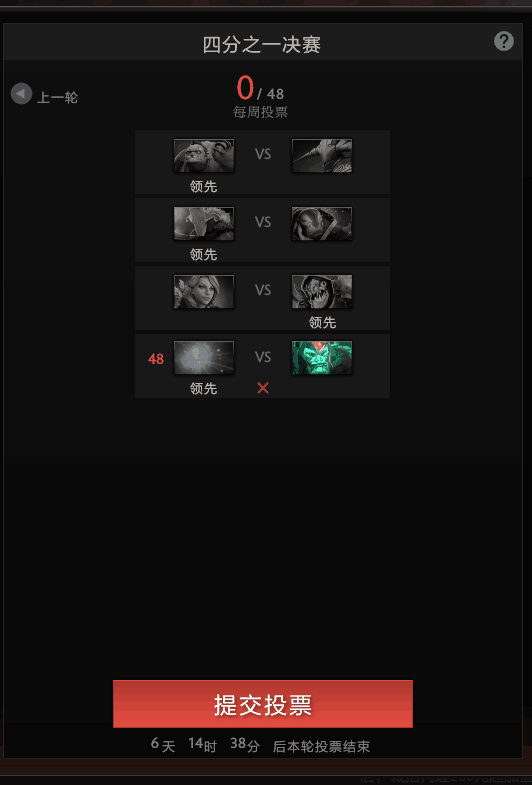 四分之一决赛
?
上一轮
0 / 48
每周投票
VS
领先
VS
领先
VS
领先
48 VS
领先
提交投票
6 天 14时 38分 后本轮投票结束